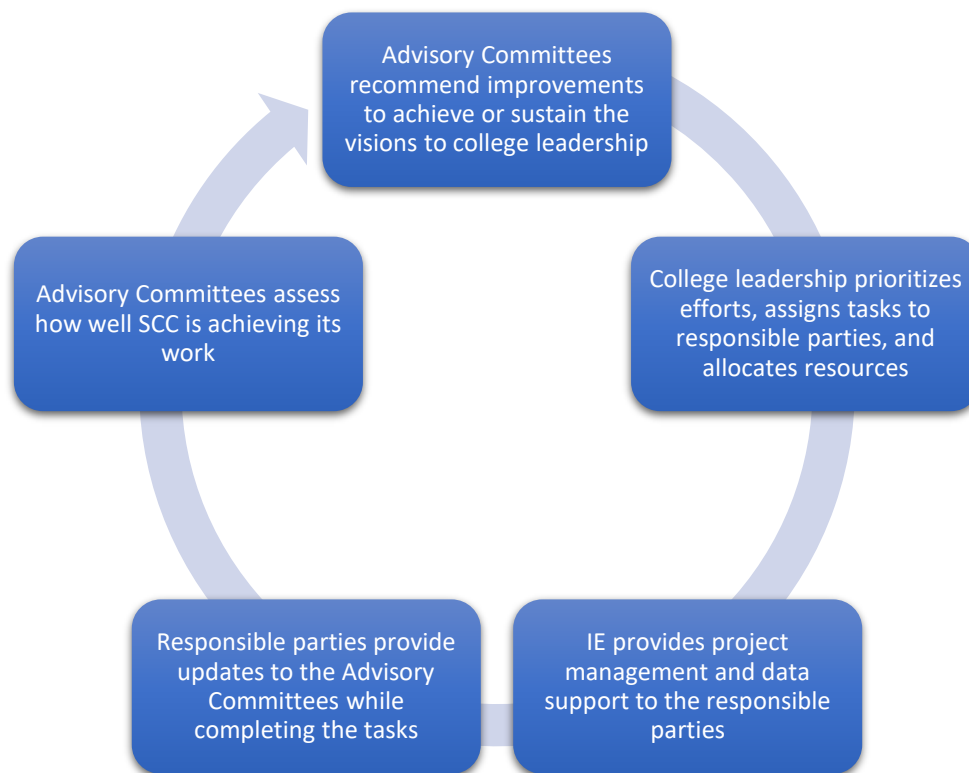 Advisory Committees
recommend improvements
to achieve or sustain the
visions to college leadership
College leadership prioritizes
efforts, assigns tasks to
responsible parties, and
allocates resources
IE provides project
management and data
support to the responsible
parties
Responsible parties provide
updates to the Advisory
Committees while
completing the tasks
Advisory Committees assess
how well SCC is achieving its
work